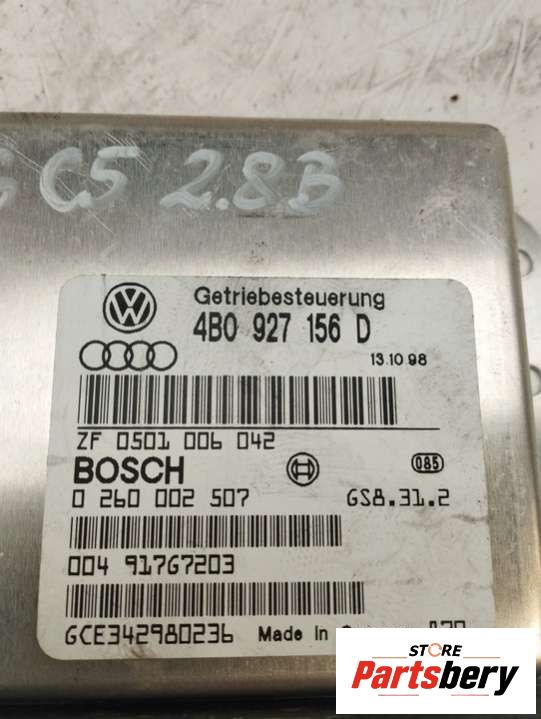 C5 2.8B
Getriebesteuerung
4B0 927 156 D
13.10 98
ZF 0501 006 042
BOSCH
085
0 260 002 507
GS8.31.2
004 91767203
GCE342980236 Made in
STORE
Partsbery